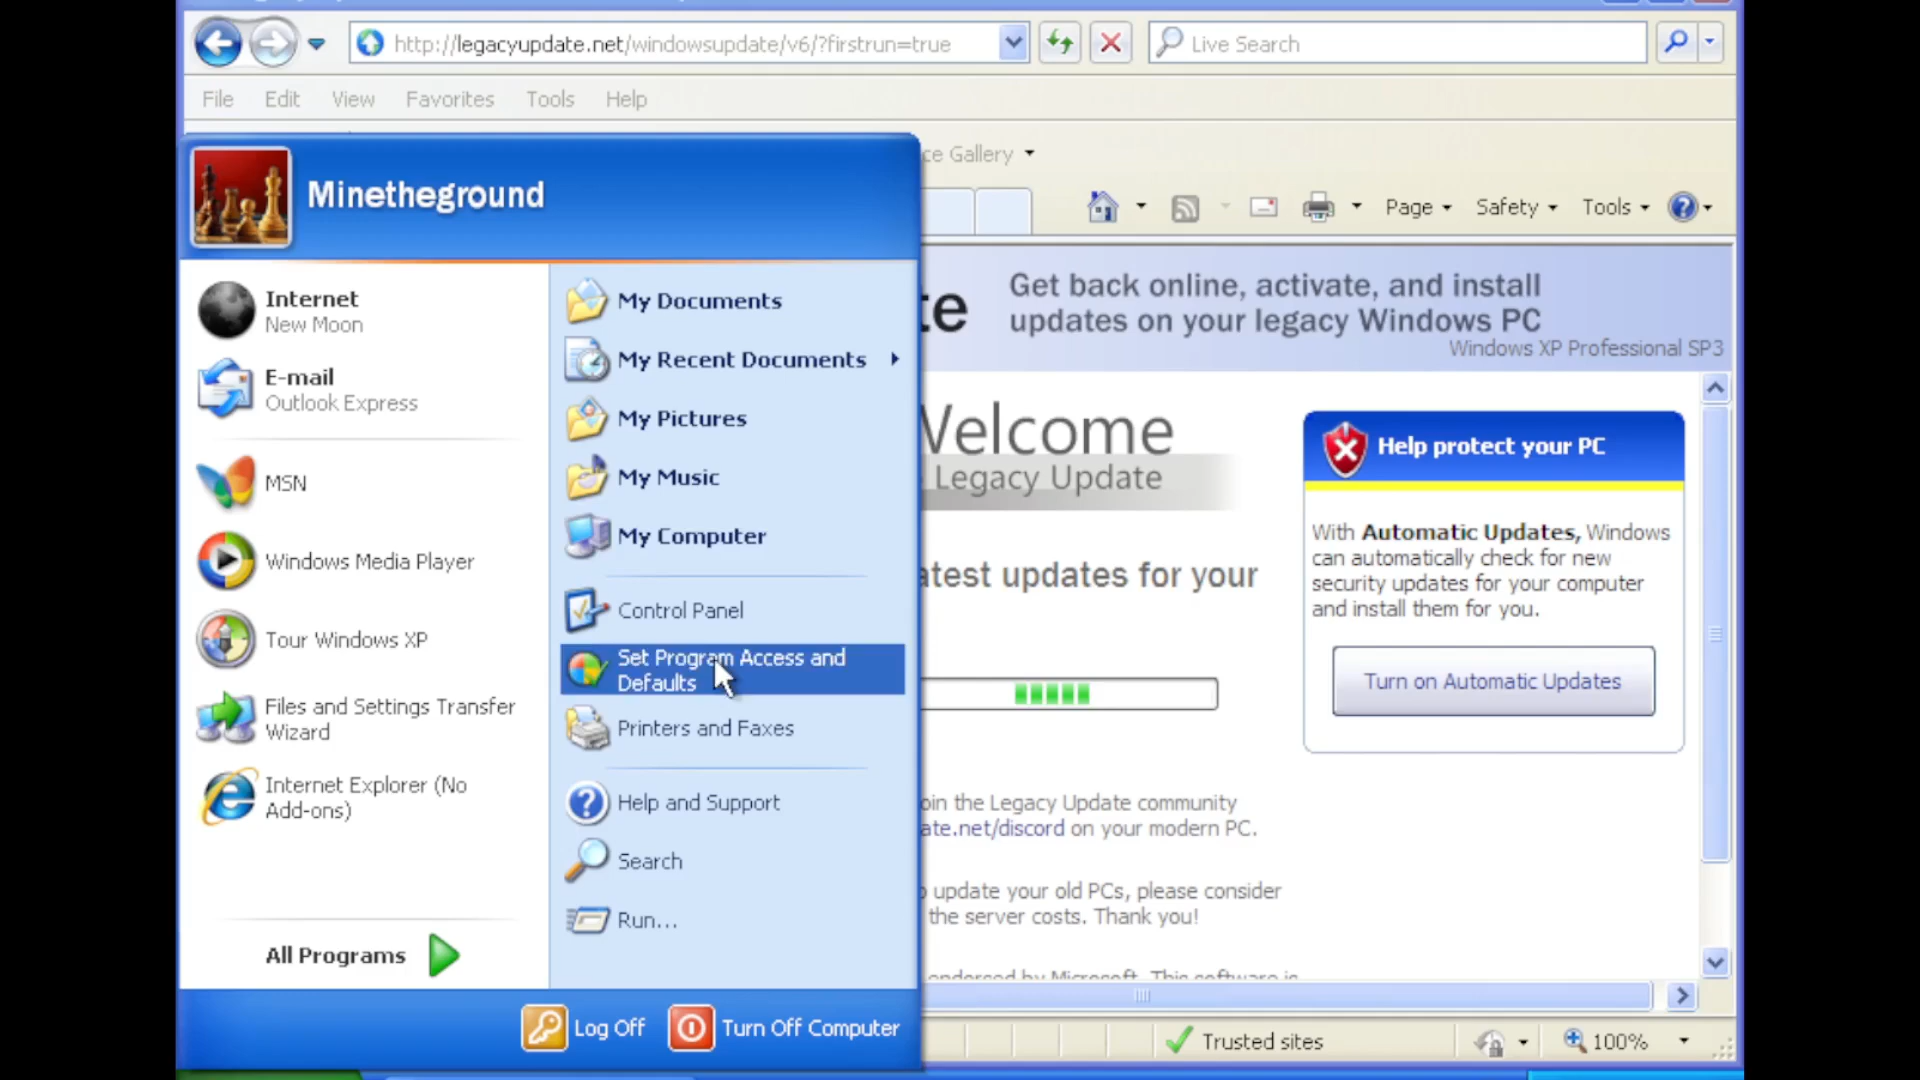 http://legacyupdate.net/windowsupdate/v6/?firstrun=true
Live Search
File Edit View Favorites Tools Help
Gallery
Page Safety Tools
Minetheground
Internet
New Moon
E-mail
Outlook Express
MSN
Windows Media Player
Tour Windows XP
Files and Settings Transfer
Wizard
Internet Explorer (No
Add-ons)
All Programs
My Documents
My Recent Documents
My Pictures
My Music
My Computer
Control Panel
Set Program Access and
Defaults
Printers and Faxes
Help and Support
Search
Run...
Log Off
Turn Off Computer
te
Get back online, activate, and install
updates on your legacy Windows PC
Windows XP Professional SP3
Welcome
Legacy Update
atest updates for your
oin the Legacy Update community
ate.net/discord on your modern PC.
update your old PCs, please consider
the server costs. Thank you!
endorsed by Microsoft. This software is
Help protect your PC
With Automatic Updates, Windows
can automatically check for new
security updates for your computer
and install them for you.
Turn on Automatic Updates
Trusted sites
100%